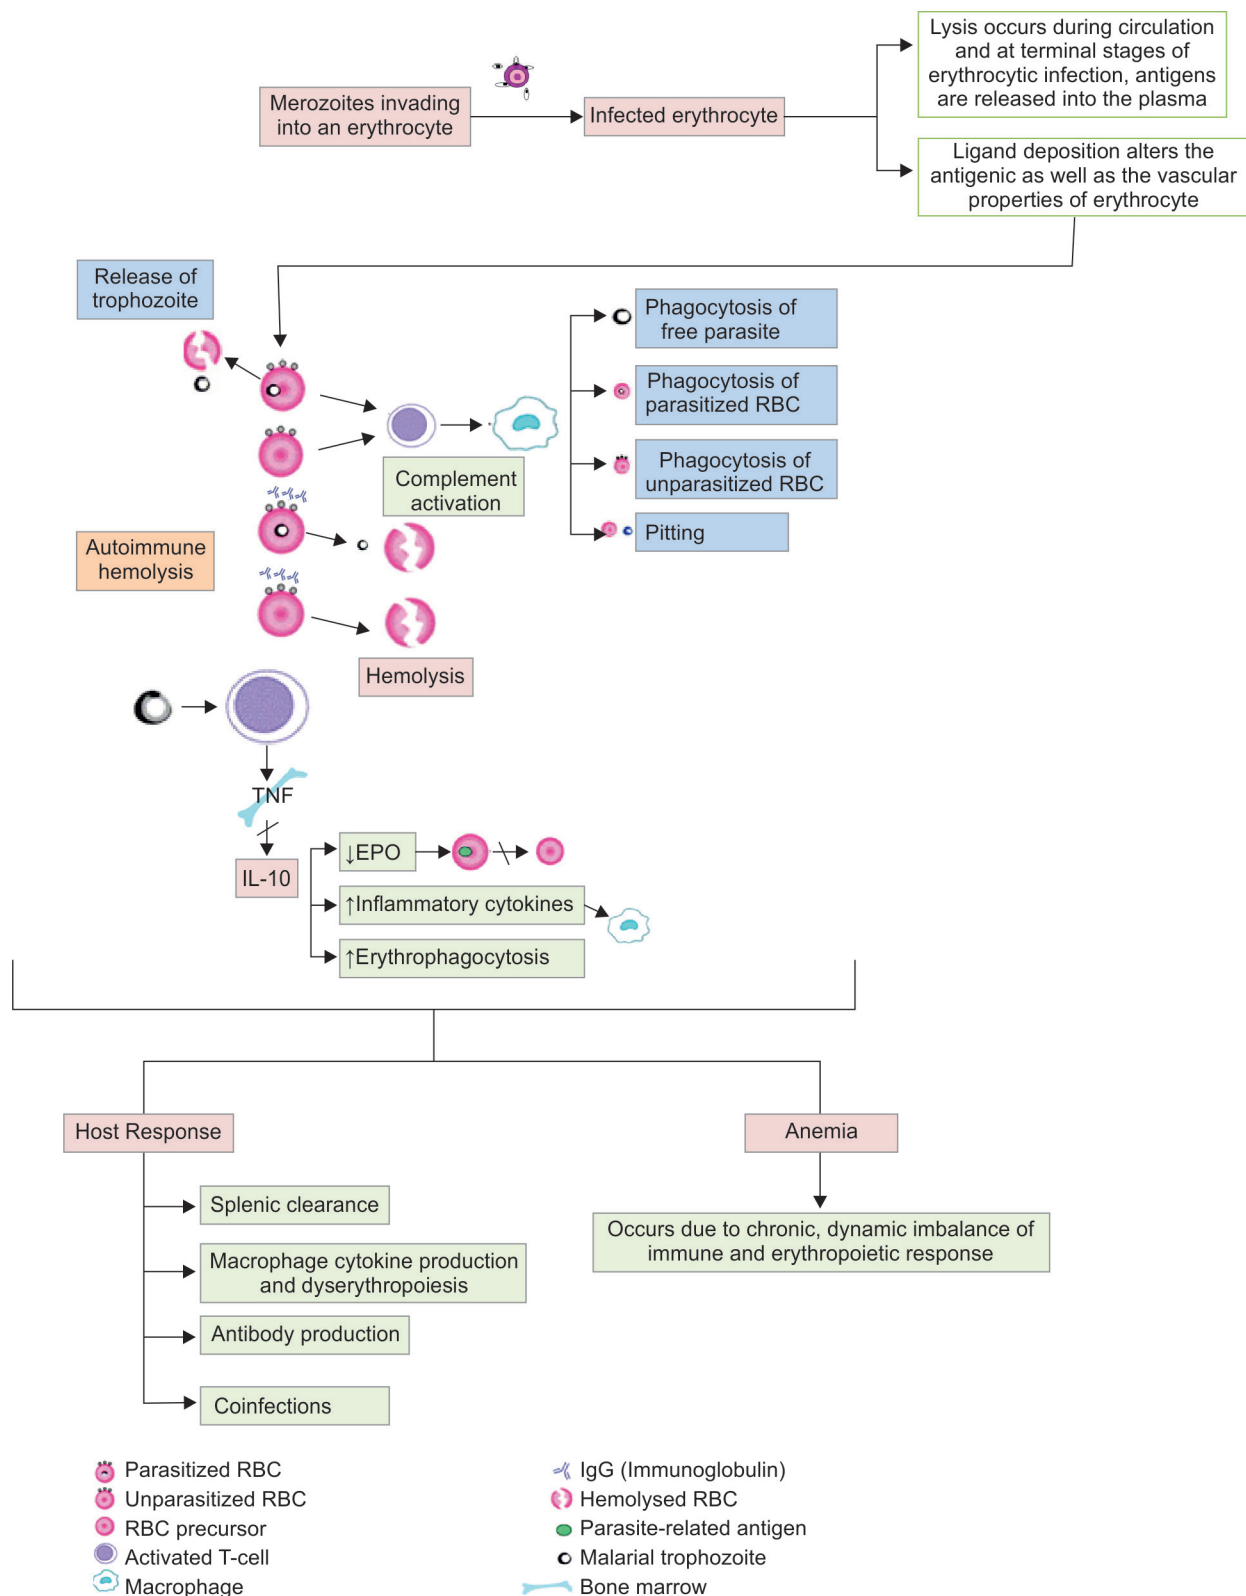 Lysis occurs during circulation
and at terminal stages of
erythrocytic infection, antigens
are released into the plasma
Merozoites invading
into an erythrocyte
Infected erythrocyte
Ligand deposition alters the
antigenic as well as the vascular
properties of erythrocyte
Release of
trophozoite
Phagocytosis of
free parasite
Phagocytosis of
parasitized RBC
Complement
activation
Phagocytosis of
unparasitized RBC
Pitting
Autoimmune
hemolysis
Hemolysis
TNF
IL-10
↓EPO
↑Inflammatory cytokines
↑Erythrophagocytosis
Host Response
Anemia
Splenic clearance
Macrophage cytokine production
and dyserythropoiesis
Antibody production
Coinfections
Occurs due to chronic, dynamic imbalance of
immune and erythropoietic response
Parasitized RBC
Unparasitized RBC
RBC precursor
Activated T-cell
Macrophage
IgG (Immunoglobulin)
Hemolysed RBC
Parasite-related antigen
Malarial trophozoite
Bone marrow